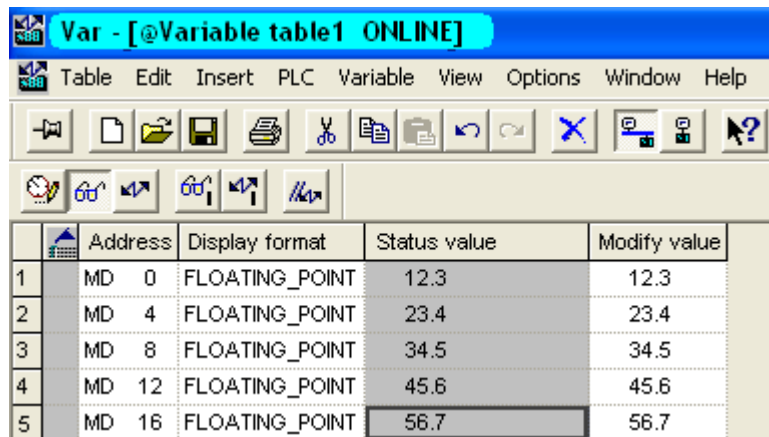 Var - [@Variable table1 ONLINE]
Table Edit Insert PLC Variable View Options Window Help
Address Display format Status value Modify value
1 MD 0 FLOATING_POINT 12.3 12.3
2 MD 4 FLOATING_POINT 23.4 23.4
3 MD 8 FLOATING_POINT 34.5 34.5
4 MD 12 FLOATING_POINT 45.6 45.6
5 MD 16 FLOATING_POINT 56.7 56.7